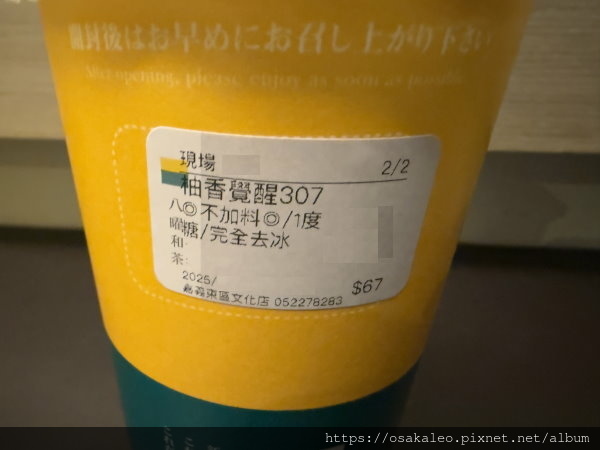 開封後はお早めにお召し上がり下さい
After opening, please enjoy as soon as possible.
現場 2/2
柚香覺醒307
◎不加料◎/1度
糖/完全去冰
八曜和茶
2025/
嘉義東區文化店 052278283
$67
https://osakaleo.pixnet.net/album